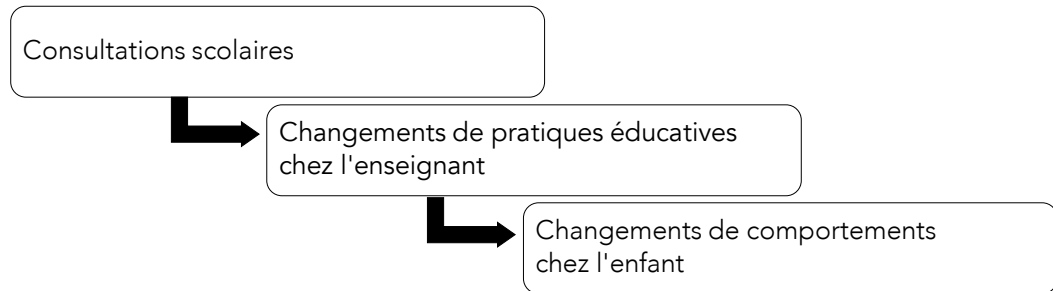 Consultations scolaires
Changements de pratiques éducatives
chez l'enseignant
Changements de comportements
chez l'enfant